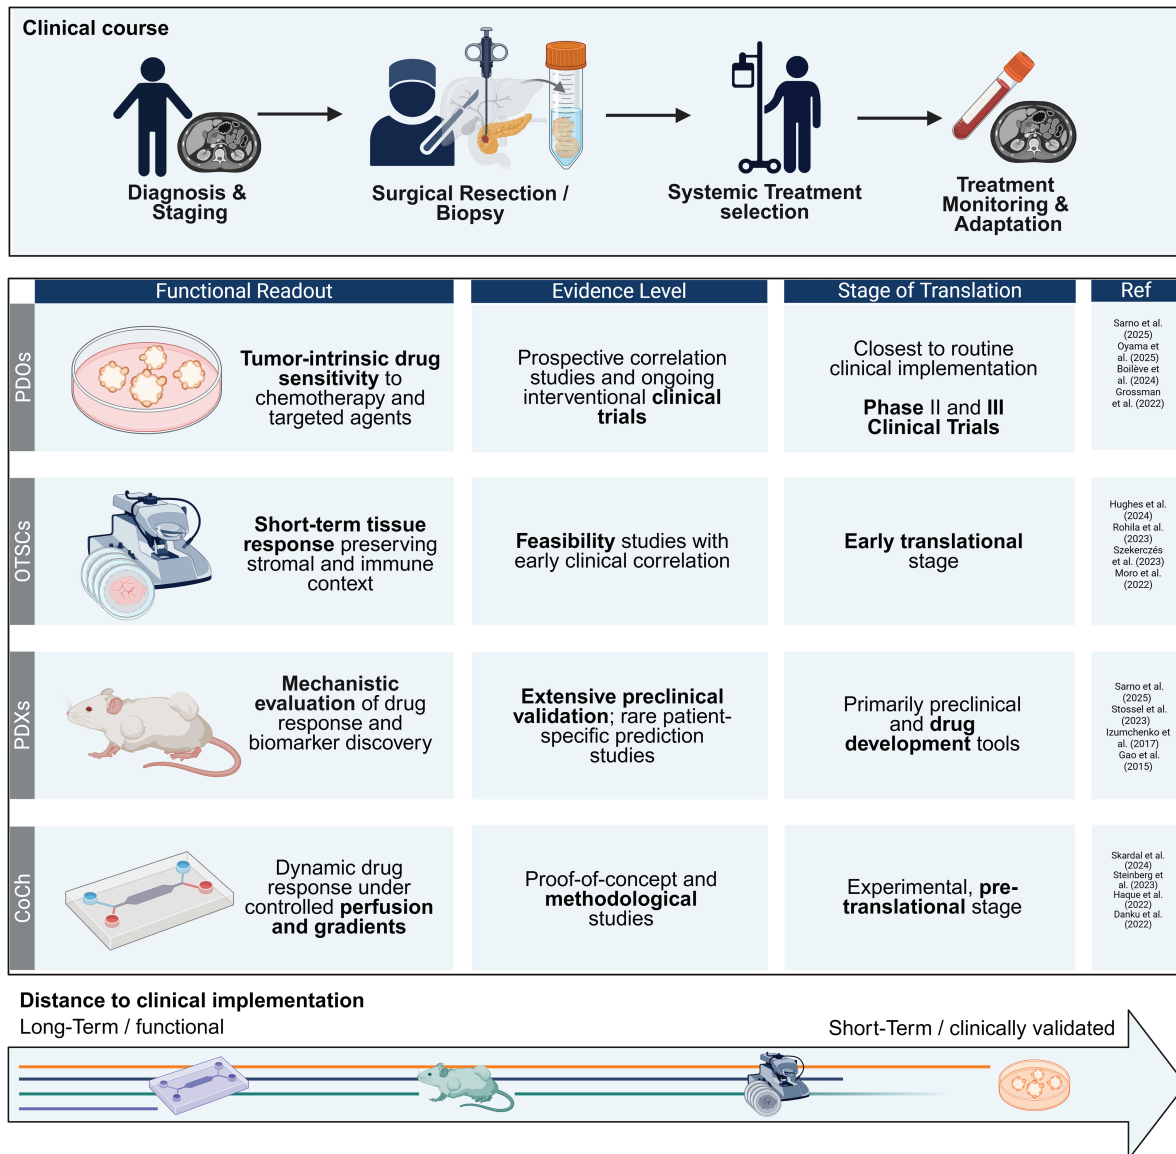 Clinical course
Diagnosis &
Staging
Surgical Resection /
Biopsy
Systemic Treatment
selection
Treatment
Monitoring &
Adaptation
Functional Readout
Evidence Level
Stage of Translation
Ref
PDOs
Tumor-intrinsic drug
sensitivity to
chemotherapy and
targeted agents
Prospective correlation
studies and ongoing
interventional clinical
trials
Closest to routine
clinical implementation
Phase II and III
Clinical Trials
Sarno et al.
(2025)
Oyama et
al. (2025)
Boilève et
al. (2024)
Grossman
et al. (2022)
OTSCs
Short-term tissue
response preserving
stromal and immune
context
Feasibility studies with
early clinical correlation
Early translational
stage
Hughes et al.
(2024)
Rohila et al.
(2023)
Szekerczés
et al. (2023)
Moro et al.
(2022)
PDXs
Mechanistic
evaluation of drug
response and
biomarker discovery
Extensive preclinical
validation; rare patient-
specific prediction
studies
Primarily preclinical
and drug
development tools
Sarno et al.
(2025)
Stossel et al.
(2023)
Izumchenko et
al. (2017)
Gao et al.
(2015)
CoCh
Dynamic drug
response under
controlled perfusion
and gradients
Proof-of-concept and
methodological
studies
Experimental, pre-
translational stage
Skardal et al.
(2024)
Steinberg et
al. (2023)
Haque et al.
(2022)
Danku et al.
(2022)
Distance to clinical implementation
Long-Term / functional
Short-Term / clinically validated